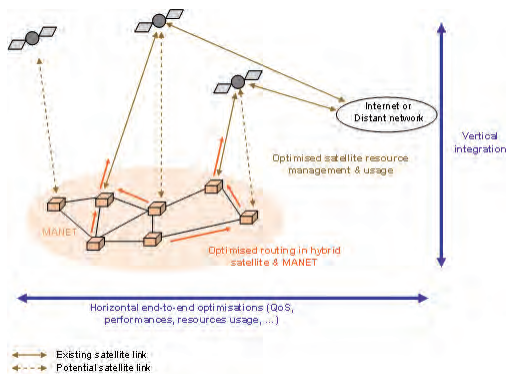 Internet or
Distant network
Vertical
integration
Optimised satellite resource
management & usage
MANET
Optimised routing in hybrid
satellite & MANET
Horizontal end-to-end optimisations (QoS,
performances, resources usage, ...)
Existing satellite link
Potential satellite link